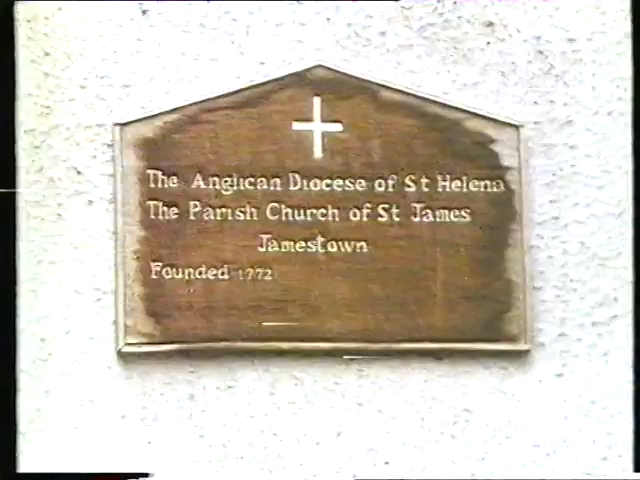 The Anglican Diocese of St Helena
The Parish Church of St James
Jamestown
Founded 1772